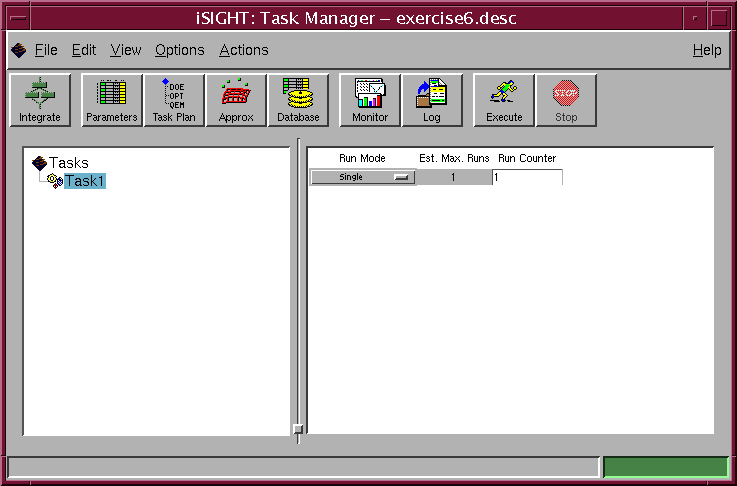 iSIGHT: Task Manager – exercise6.desc
File Edit View Options Actions Help
DOE
OPT
QEM
STOP
Integrate Parameters Task Plan Approx Database Monitor Log Execute Stop
Tasks
Task1
Run Mode Est. Max. Runs Run Counter
Single 1 1